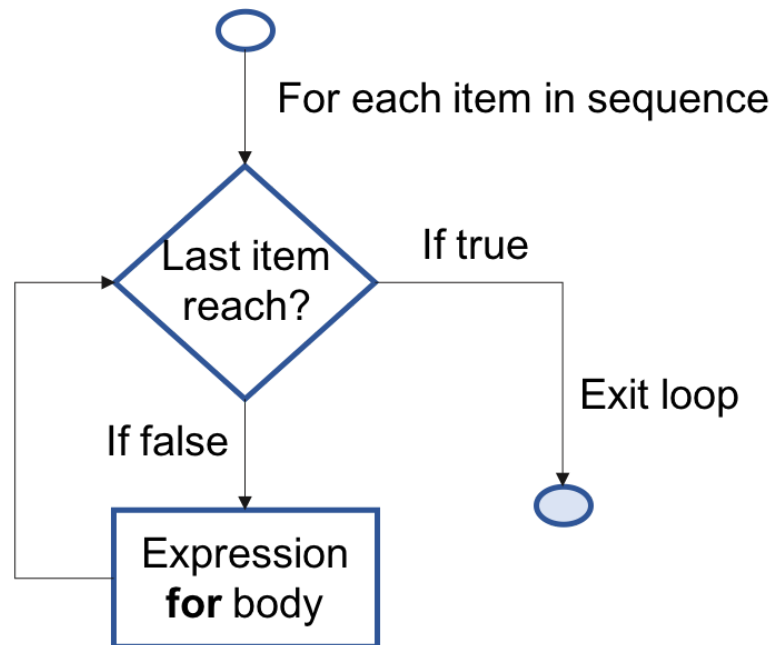 For each item in sequence
Last item
reach?
If true
Exit loop
If false
Expression
for body